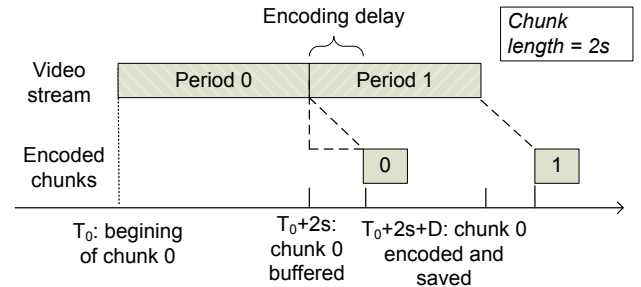 Encoding delay
Chunk
length = 2s
Video
stream
Period 0
Period 1
Encoded
chunks
0
1
T₀: begining
of chunk 0
T₀+2s:
chunk 0
buffered
T₀+2s+D: chunk 0
encoded and
saved